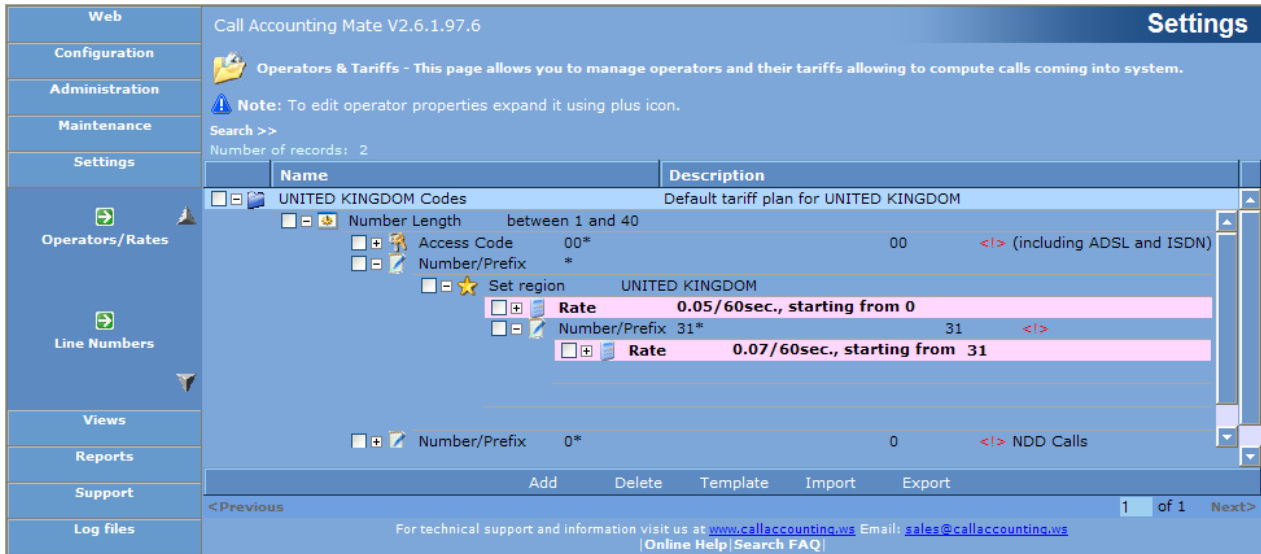 Web
Configuration
Administration
Maintenance
Settings
Operators/Rates
Line Numbers
Views
Reports
Support
Log files
Call Accounting Mate V2.6.1.97.6 Settings
Operators & Tariffs - This page allows you to manage operators and their tariffs allowing to compute calls coming into system.
Note: To edit operator properties expand it using plus icon.
Search >>
Number of records: 2
Name Description
UNITED KINGDOM Codes Default tariff plan for UNITED KINGDOM
Number Length between 1 and 40
Access Code 00* 00 <!> (including ADSL and ISDN)
Number/Prefix *
Set region UNITED KINGDOM
Rate 0.05/60sec., starting from 0
Number/Prefix 31* 31 <!>
Rate 0.07/60sec., starting from 31
Number/Prefix 0* 0 <!> NDD Calls
Add Delete Template Import Export
<Previous 1 of 1 Next>
For technical support and information visit us at www.callaccounting.ws Email: sales@callaccounting.ws
|Online Help|Search FAQ|